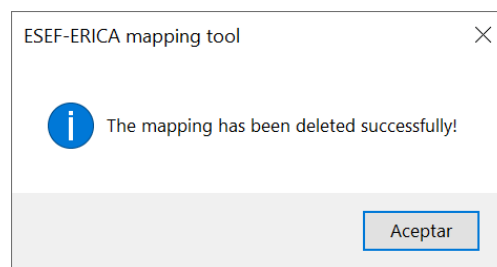 ESEF-ERICA mapping tool
The mapping has been deleted successfully!
Aceptar